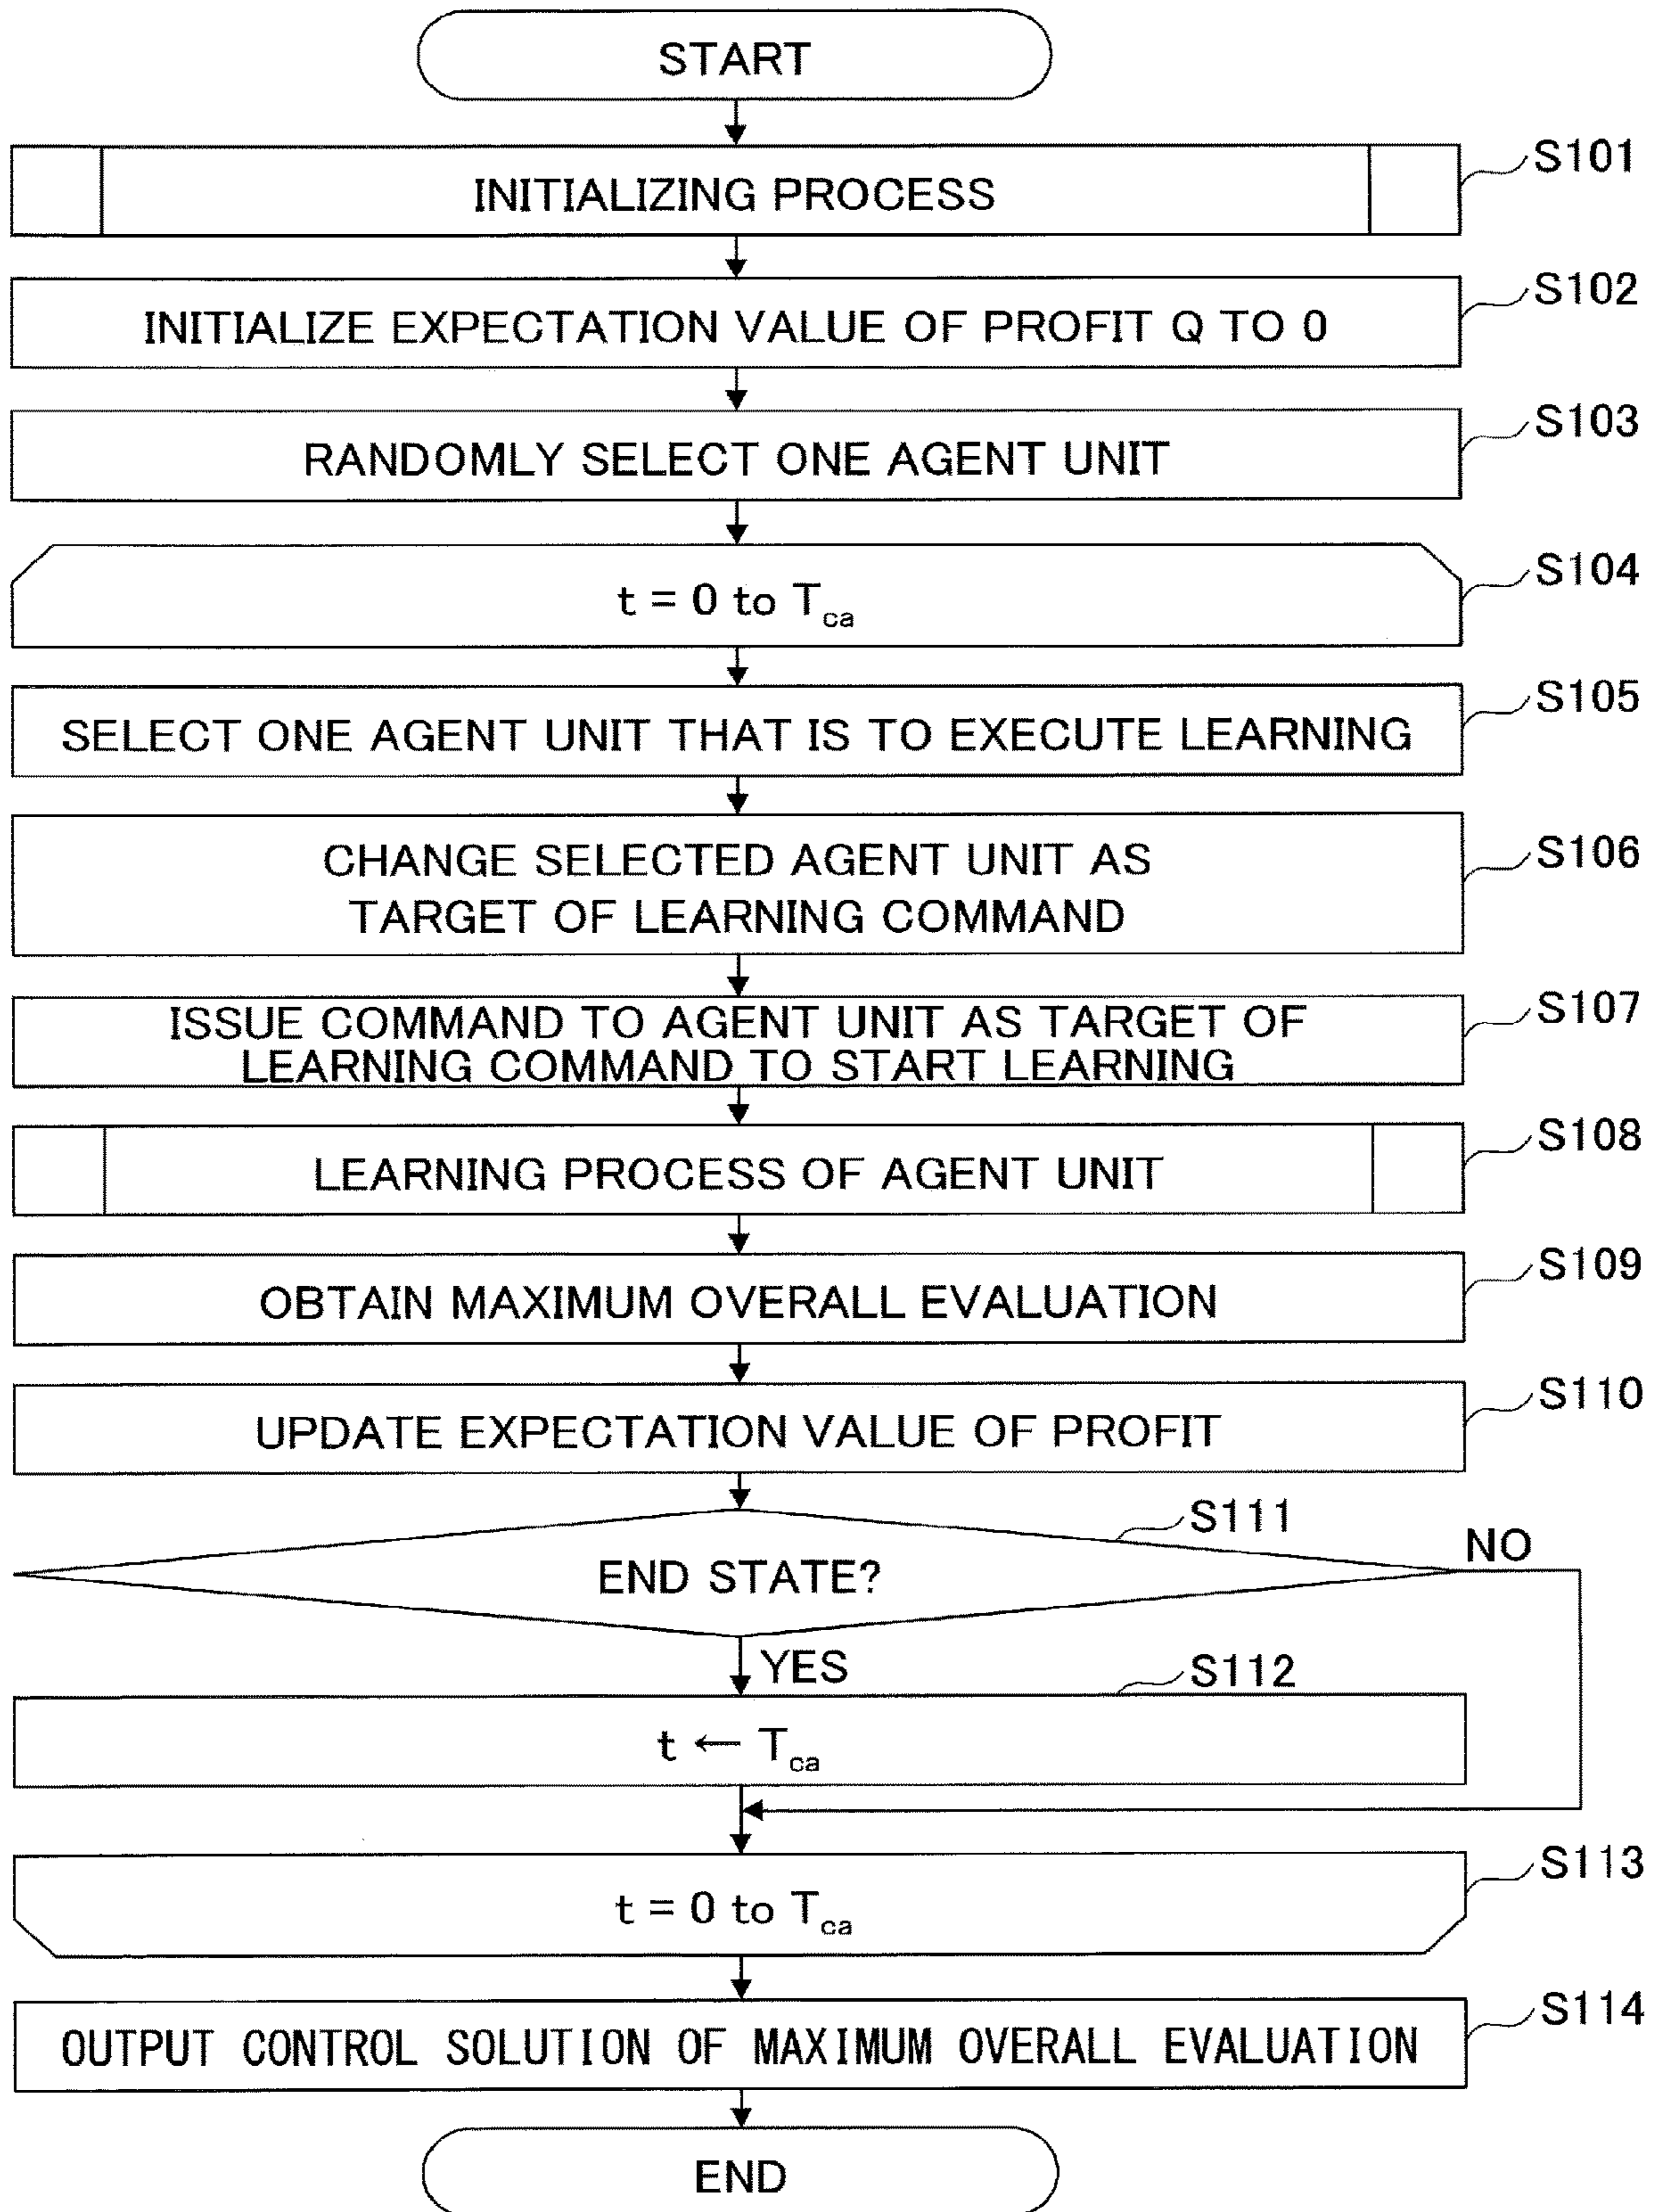 START
S101
INITIALIZING PROCESS
S102
INITIALIZE EXPECTATION VALUE OF PROFIT Q TO 0
S103
RANDOMLY SELECT ONE AGENT UNIT
S104
t = 0 to Tca
S105
SELECT ONE AGENT UNIT THAT IS TO EXECUTE LEARNING
S106
CHANGE SELECTED AGENT UNIT AS
TARGET OF LEARNING COMMAND
S107
ISSUE COMMAND TO AGENT UNIT AS TARGET OF
LEARNING COMMAND TO START LEARNING
S108
LEARNING PROCESS OF AGENT UNIT
S109
OBTAIN MAXIMUM OVERALL EVALUATION
S110
UPDATE EXPECTATION VALUE OF PROFIT
S111
NO
END STATE?
YES
S112
t ← Tca
S113
t = 0 to Tca
S114
OUTPUT CONTROL SOLUTION OF MAXIMUM OVERALL EVALUATION
END